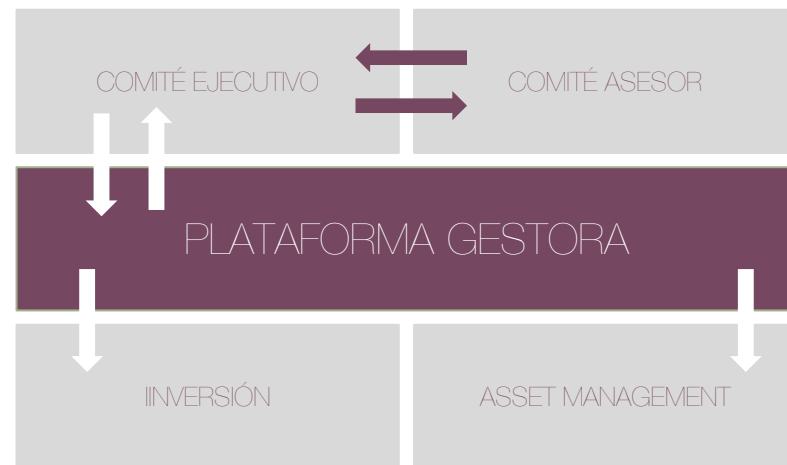 COMITÉ EJECUTIVO
COMITÉ ASESOR
PLATAFORMA GESTORA
IINVERSIÓN
ASSET MANAGEMENT